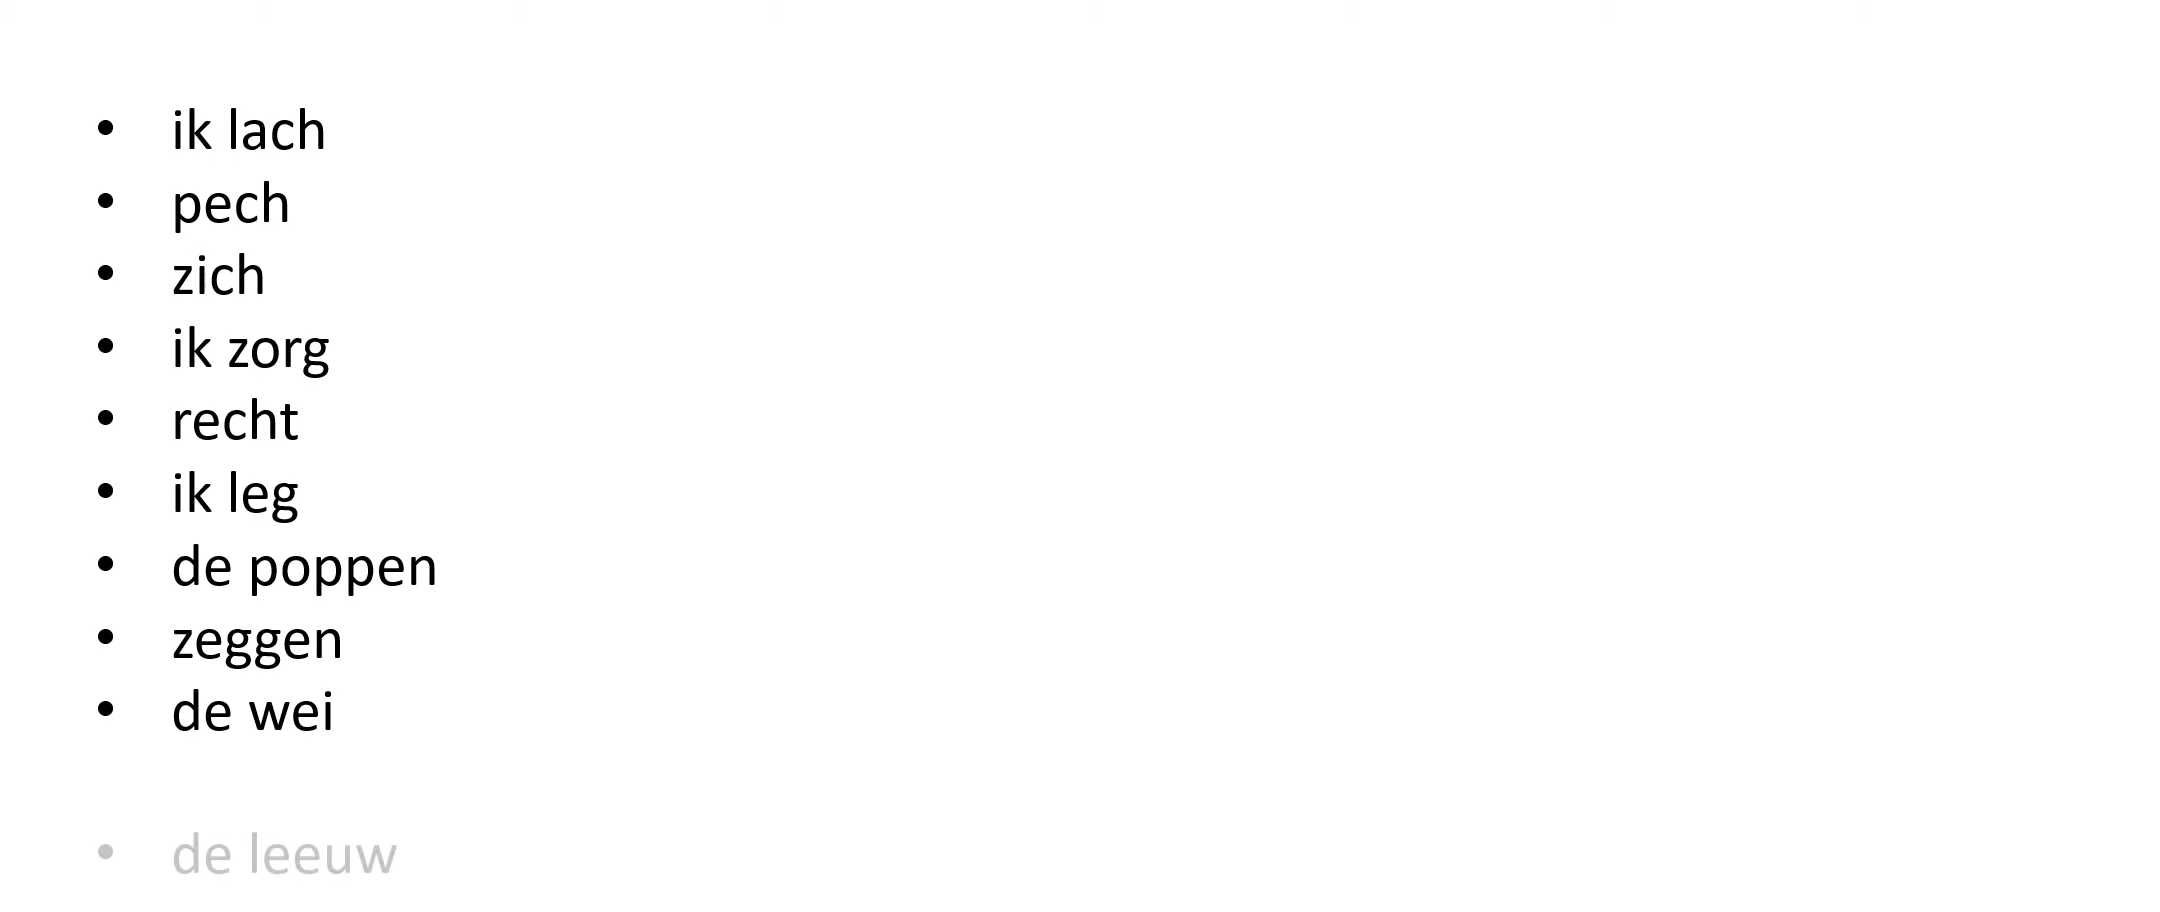 • ik lach
• pech
• zich
• ik zorg
• recht
• ik leg
• de poppen
• zeggen
• de wei
• de leeuw